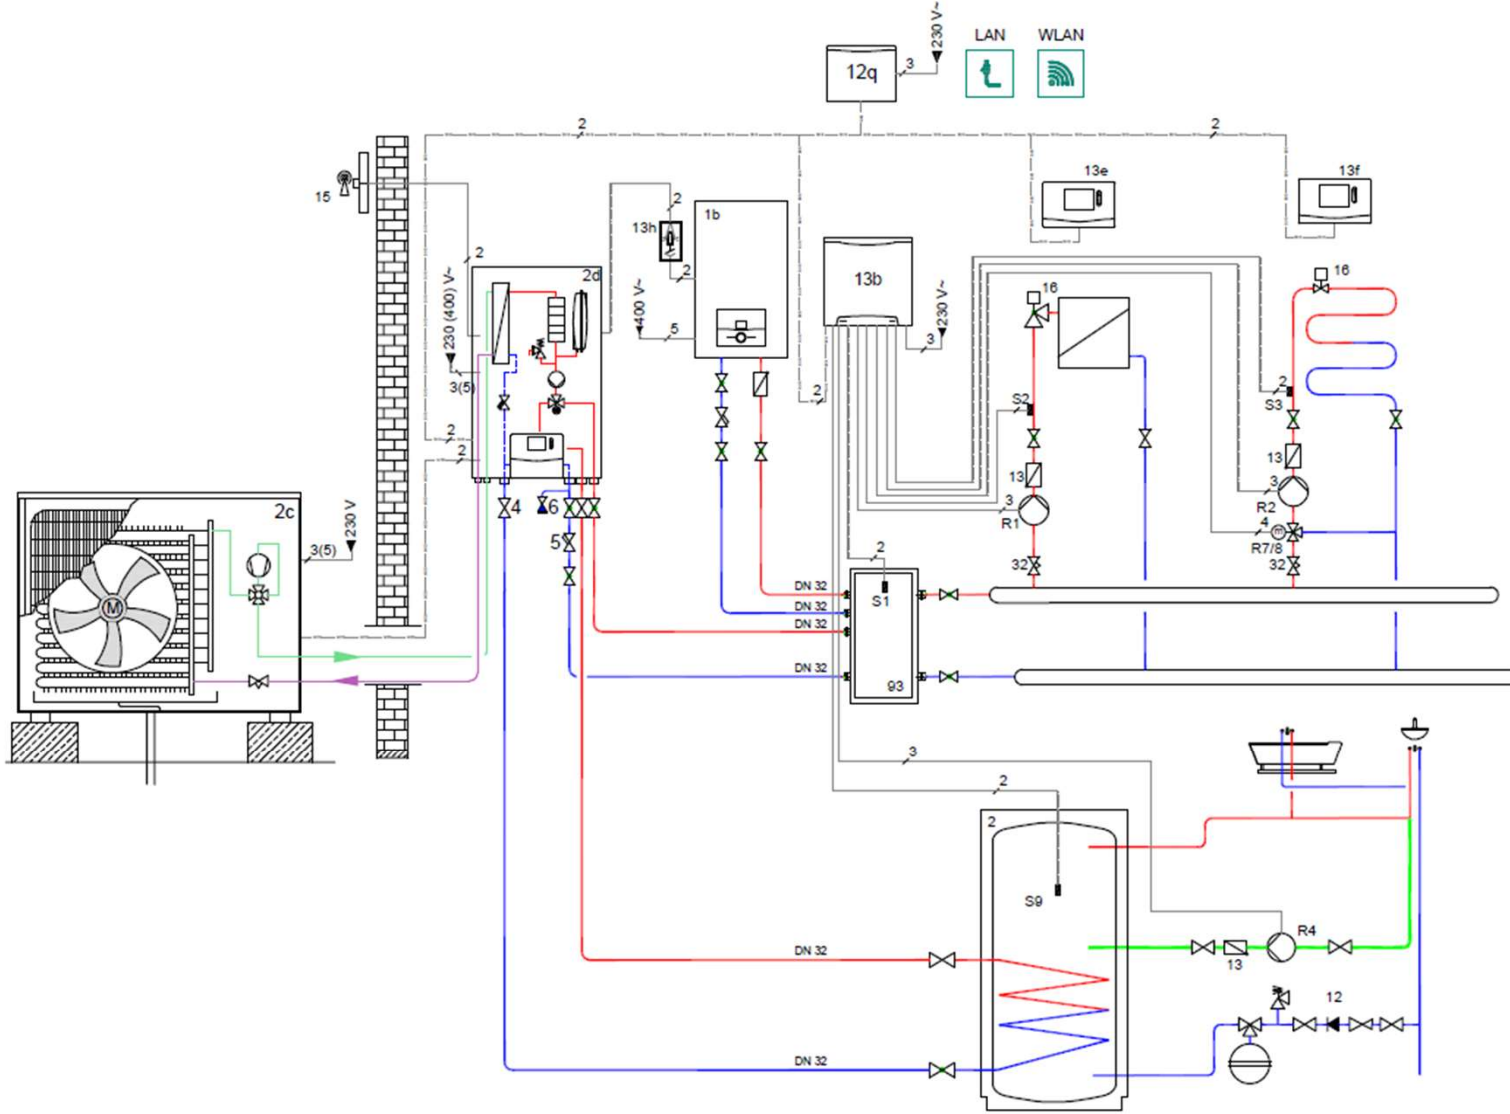 230 V~
LAN
WLAN
12q
3
2
2
15
13e
13f
2
1b
13h
2
2
2d
230 (400) V~
3(5)
2
2
400 V~
5
13b
230 V~
3
2
16
16
S2
2
S3
13
13
3
R1
3
R2
4
R7/8
32
32
2c
3(5)
230 V
M
m
4
6
5
DN 32
DN 32
DN 32
DN 32
2
S1
93
3
2
2
S9
DN 32
DN 32
R4
13
12